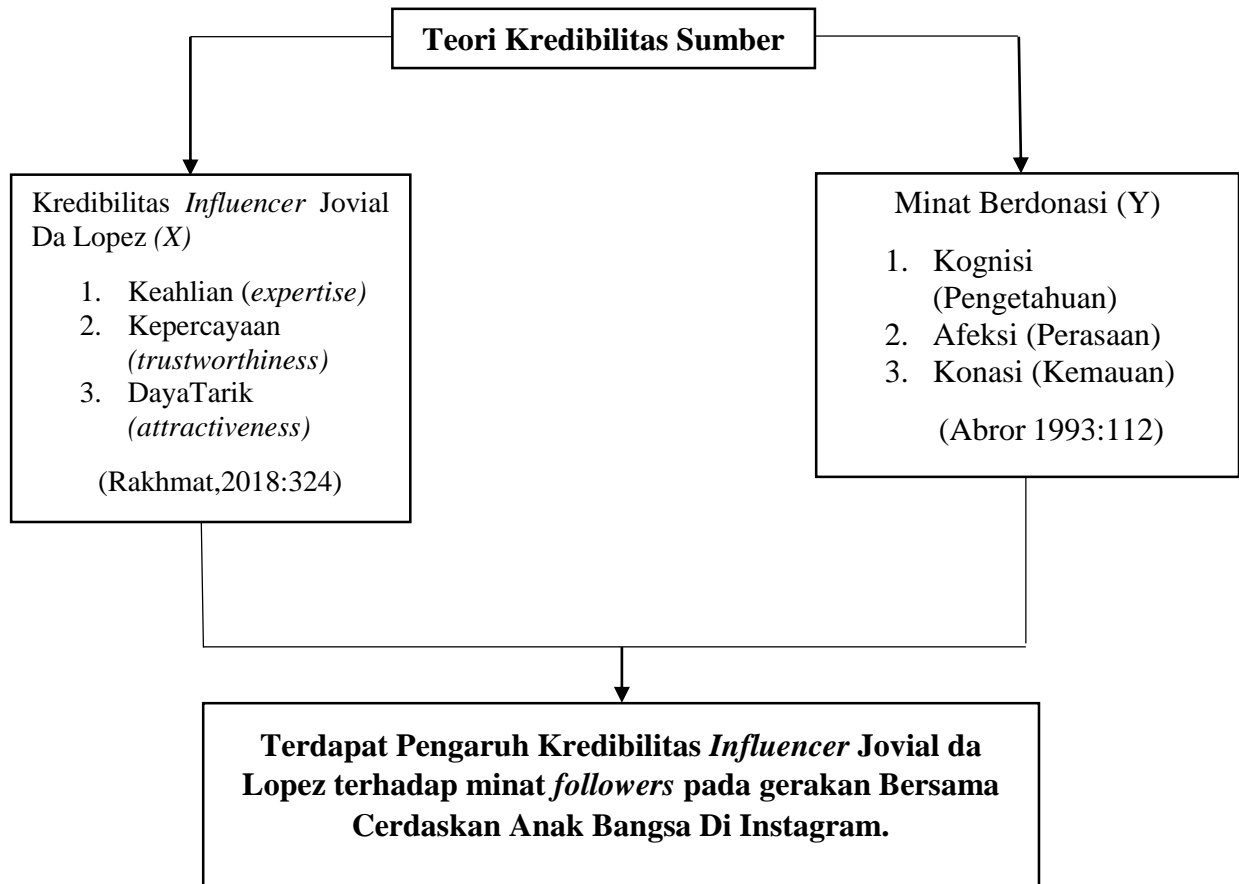 Teori Kredibilitas Sumber
Kredibilitas Influencer Jovial
Da Lopez (X)
1. Keahlian (expertise)
2. Kepercayaan
(trustworthiness)
3. DayaTarik
(attractiveness)
(Rakhmat,2018:324)
Minat Berdonasi (Y)
1. Kognisi
(Pengetahuan)
2. Afeksi (Perasaan)
3. Konasi (Kemauan)
(Abror 1993:112)
Terdapat Pengaruh Kredibilitas Influencer Jovial da
Lopez terhadap minat followers pada gerakan Bersama
Cerdaskan Anak Bangsa Di Instagram.